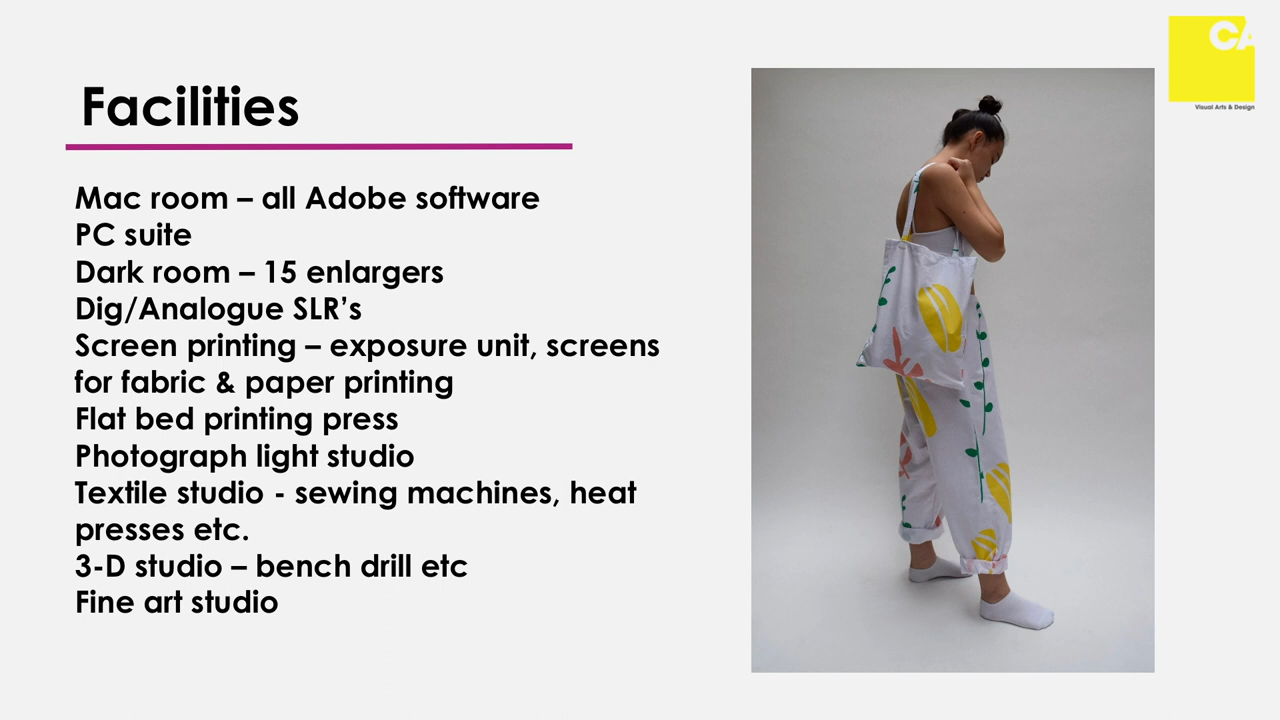 Facilities
Mac room – all Adobe software
PC suite
Dark room – 15 enlargers
Dig/Analogue SLR’s
Screen printing – exposure unit, screens
for fabric & paper printing
Flat bed printing press
Photograph light studio
Textile studio - sewing machines, heat
presses etc.
3-D studio – bench drill etc
Fine art studio
CA
Visual Arts & Design